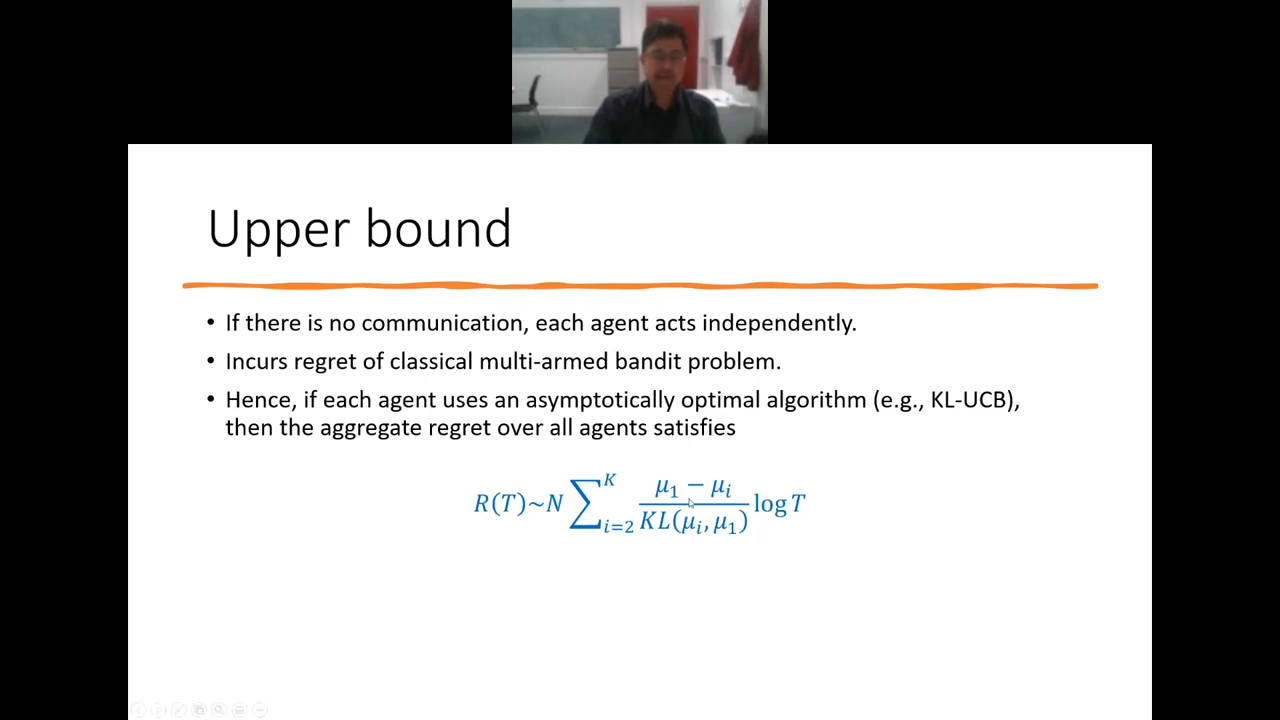 Upper bound
• If there is no communication, each agent acts independently.
• Incurs regret of classical multi-armed bandit problem.
• Hence, if each agent uses an asymptotically optimal algorithm (e.g., KL-UCB),
then the aggregate regret over all agents satisfies
R(T)~N ∑_{i=2}^{K} \frac{μ_1 − μ_i}{KL(μ_i, μ_1)} log T